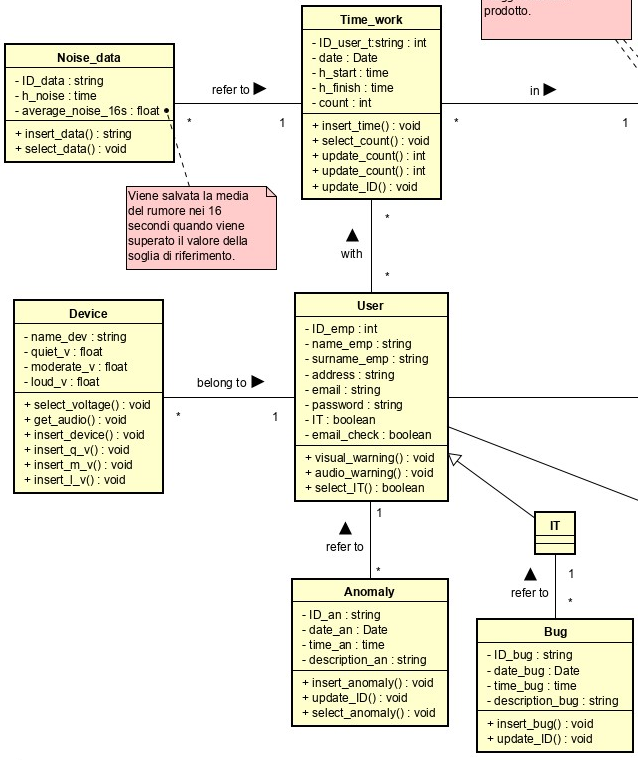 prodotto.
Time_work
- ID_user_t:string : int
- date : Date
- h_start : time
- h_finish : time
- count : int
+ insert_time() : void
+ select_count() : void
+ update_count() : int
+ update_count() : int
+ update_ID() : void
Noise_data
- ID_data : string
- h_noise : time
- average_noise_16s : float
+ insert_data() : string
+ select_data() : void
refer to
*
1
in
*
1
Viene salvata la media
del rumore nei 16
secondi quando viene
superato il valore della
soglia di riferimento.
*
with
*
Device
- name_dev : string
- quiet_v : float
- moderate_v : float
- loud_v : float
+ select_voltage() : void
+ get_audio() : void
+ insert_device() : void
+ insert_q_v() : void
+ insert_m_v() : void
+ insert_l_v() : void
belong to
*
1
User
- ID_emp : int
- name_emp : string
- surname_emp : string
- address : string
- email : string
- password : string
- IT : boolean
- email_check : boolean
+ visual_warning() : void
+ audio_warning() : void
+ select_IT() : boolean
1
refer to
*
IT
1
refer to
*
Anomaly
- ID_an : string
- date_an : Date
- time_an : time
- description_an : string
+ insert_anomaly() : void
+ update_ID() : void
+ select_anomaly() : void
Bug
- ID_bug : string
- date_bug : Date
- time_bug : time
- description_bug : string
+ insert_bug() : void
+ update_ID() : void